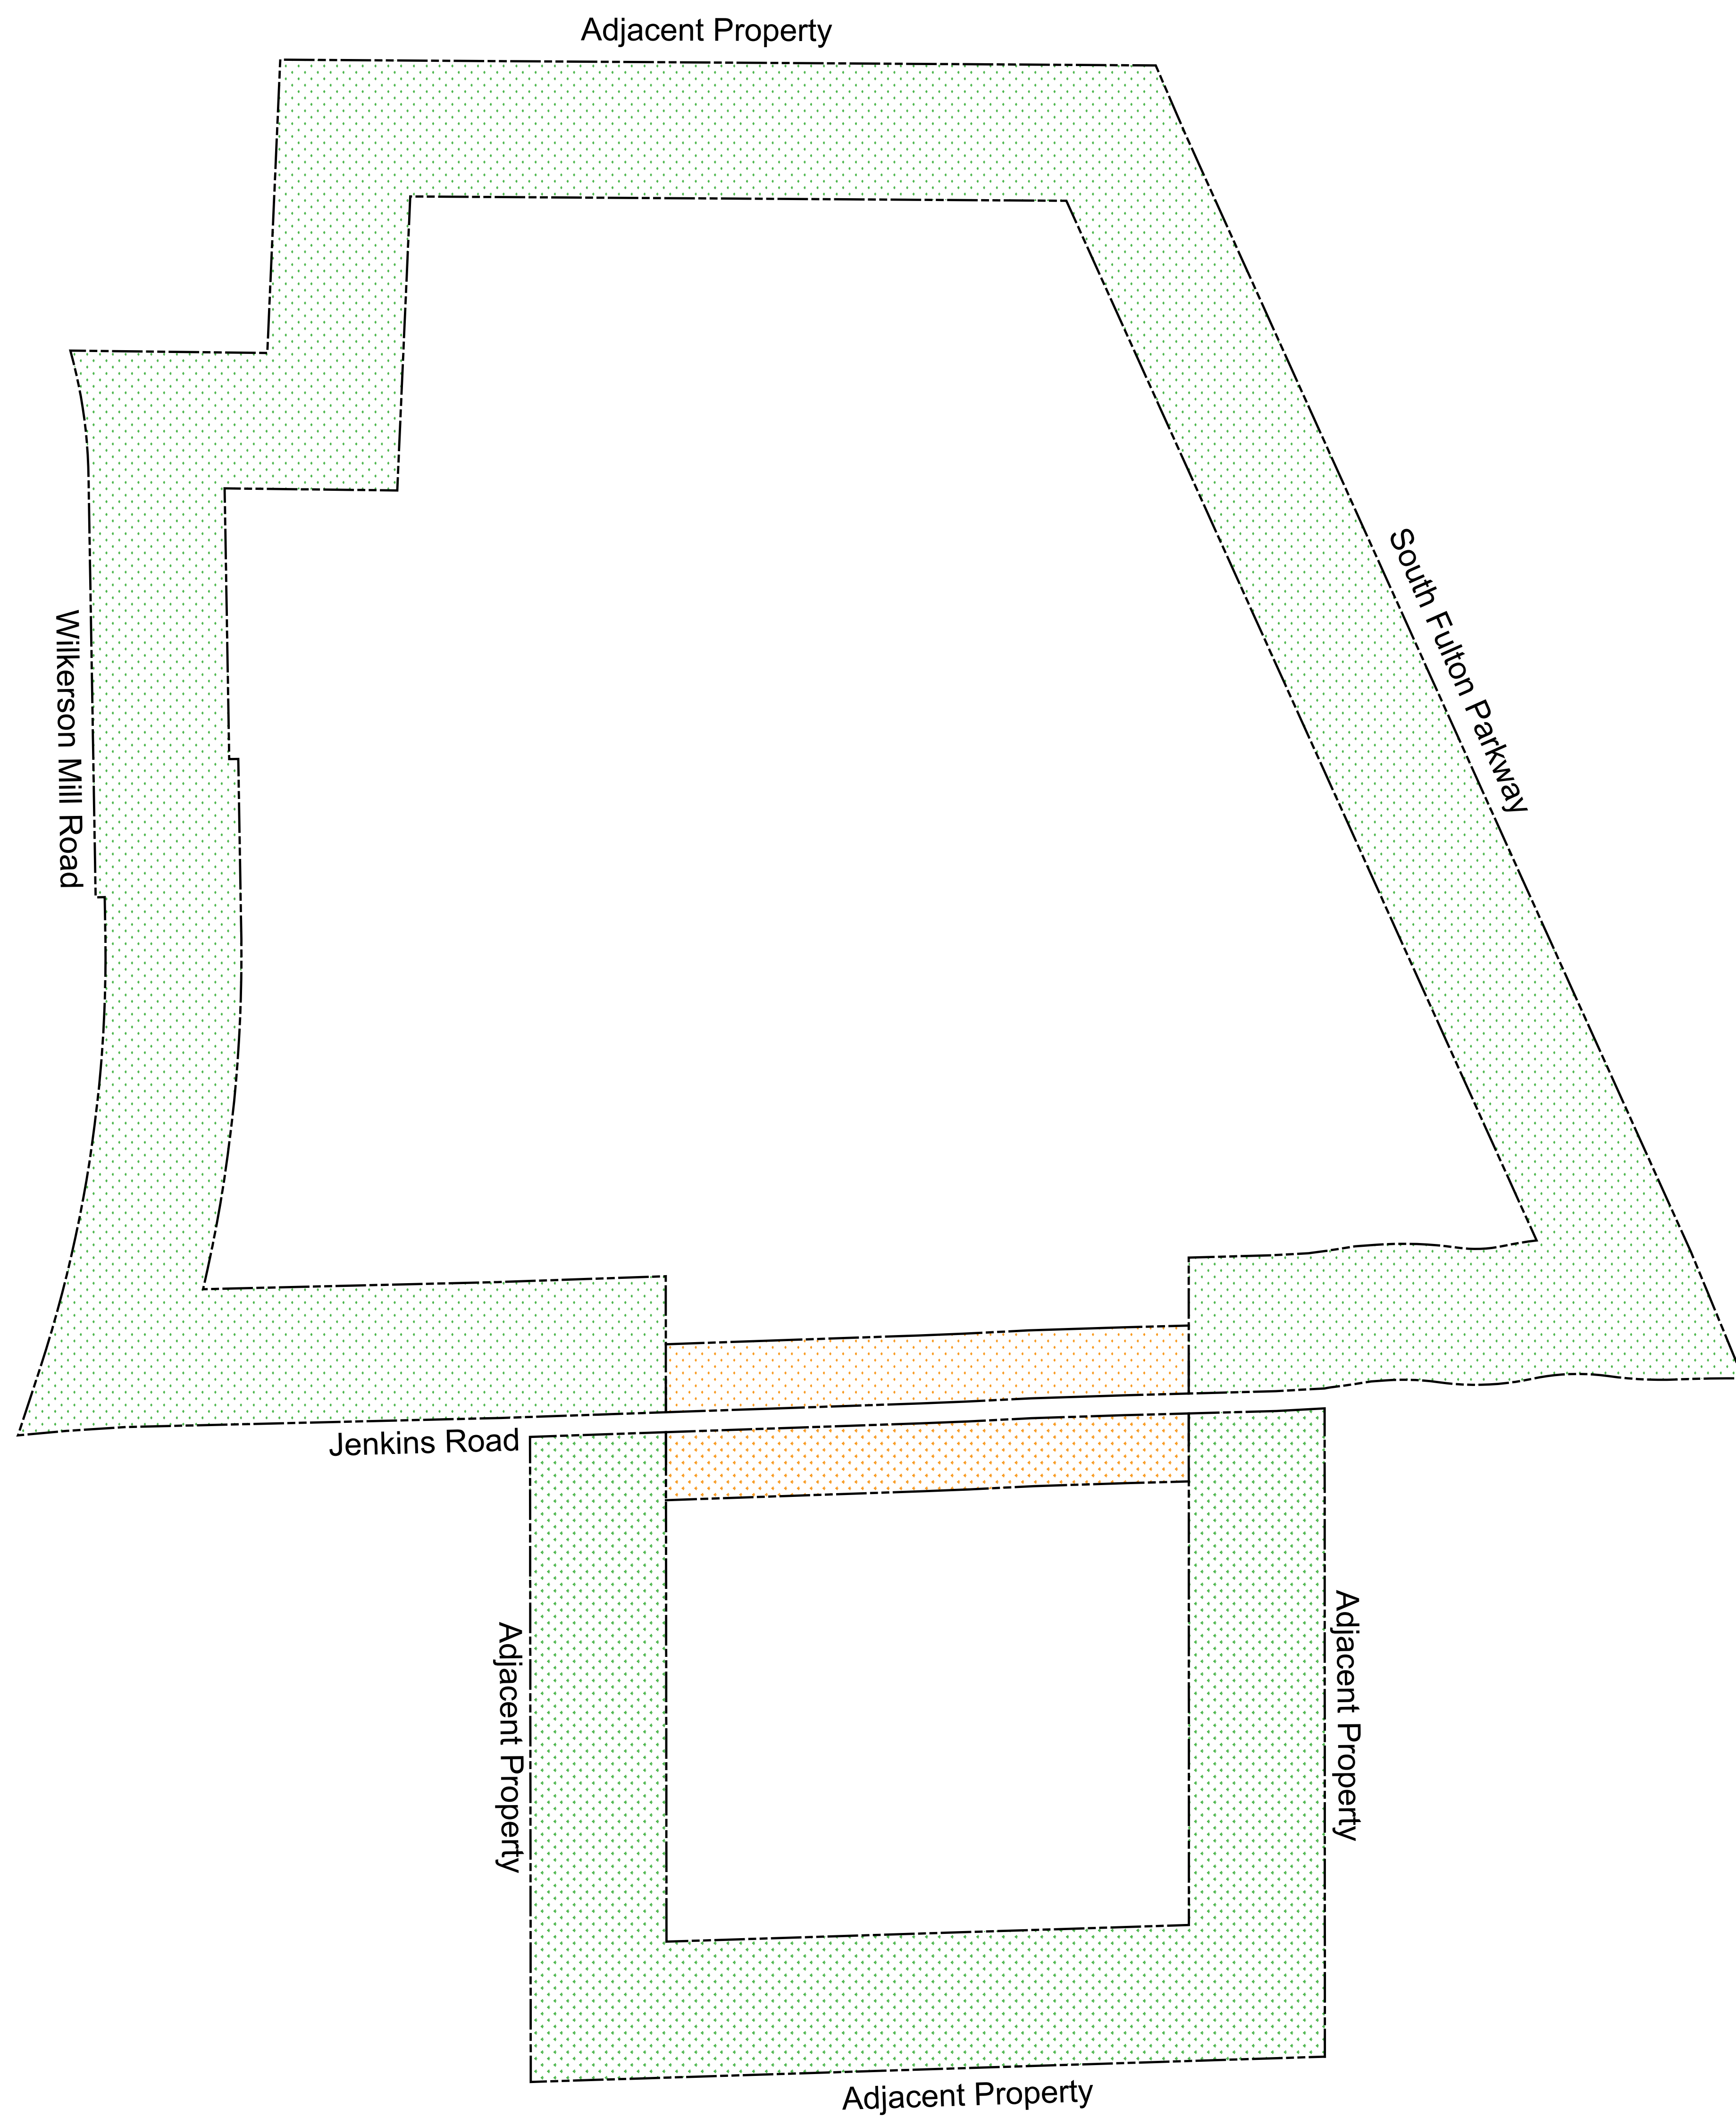 Adjacent Property
South Fulton Parkway
Wilkerson Mill Road
Jenkins Road
Adjacent Property
Adjacent Property
Adjacent Property